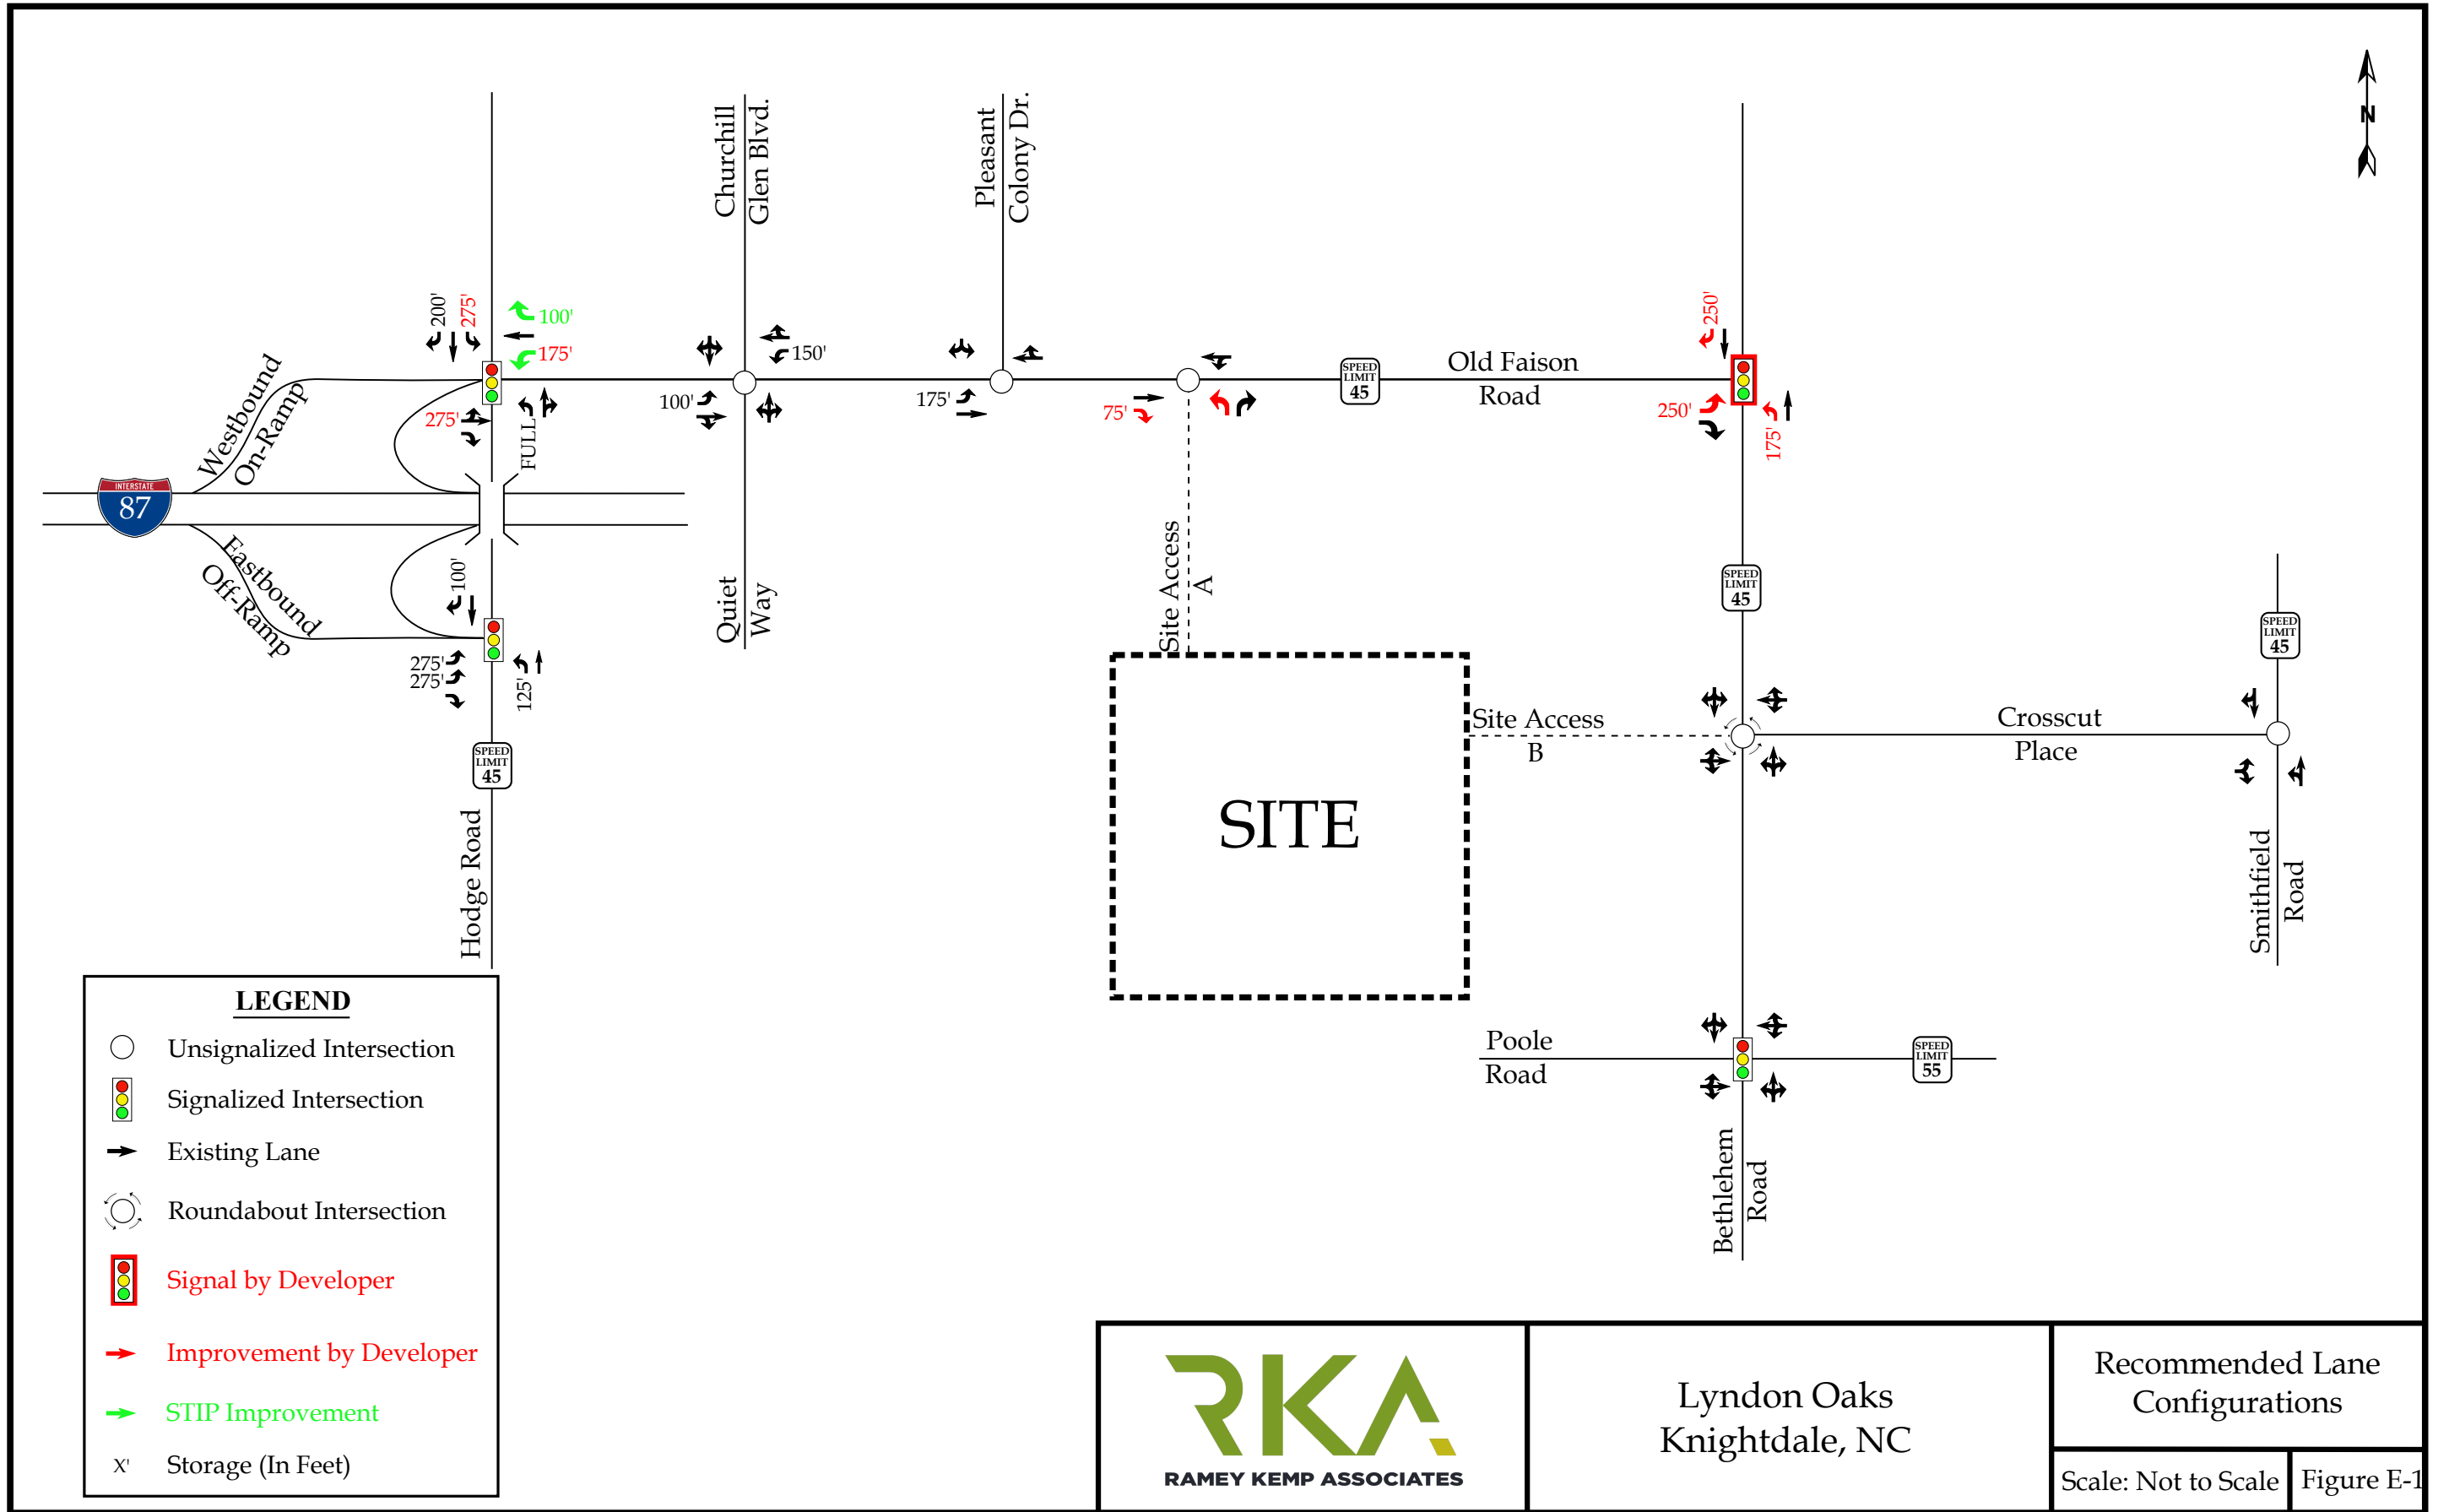 N
Churchill
Glen Blvd.
Pleasant
Colony Dr.
200'
275'
100'
175'
275'
FULL
Westbound
On-Ramp
INTERSTATE
87
Eastbound
Off-Ramp
100'
275'
275'
125'
SPEED
LIMIT
45
Hodge Road
150'
100'
Quiet
Way
175'
75'
Site Access
A
SPEED
LIMIT
45
Old Faison
Road
250'
250'
175'
SPEED
LIMIT
45
SITE
Site Access
B
Crosscut
Place
SPEED
LIMIT
45
Smithfield
Road
Poole
Road
SPEED
LIMIT
55
Bethlehem
Road
LEGEND
Unsignalized Intersection
Signalized Intersection
Existing Lane
Roundabout Intersection
Signal by Developer
Improvement by Developer
STIP Improvement
X' Storage (In Feet)
RKA
RAMEY KEMP ASSOCIATES
Lyndon Oaks
Knightdale, NC
Recommended Lane
Configurations
Scale: Not to Scale
Figure E-1